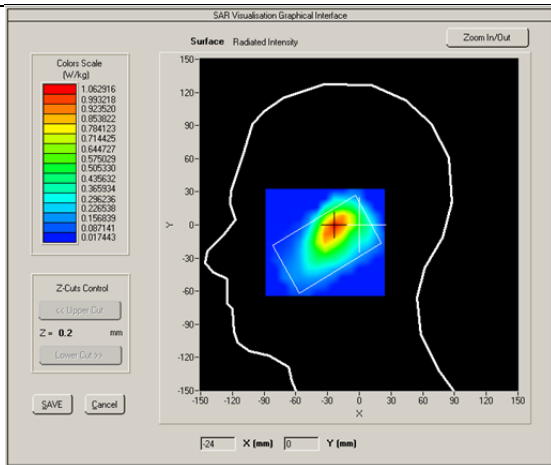 SAR Visualisation Graphical Interface
Surface Radiated Intensity
Zoom In/Out
Colors Scale
(W/kg)
1.062916
0.993218
0.923520
0.853822
0.784123
0.714425
0.644727
0.575029
0.505330
0.435632
0.365934
0.296236
0.226538
0.156839
0.087141
0.017443
Z-Cuts Control
<< Upper Cut
Z = 0.2 mm
Lower Cut >>
SAVE Cancel
150-
120-
90-
60-
30-
Y 0-
-30-
-60-
-90-
-120-
-150-
-150 -120 -90 -60 -30 0 30 60 90 120 150
X
-24 X (mm) 0 Y (mm)